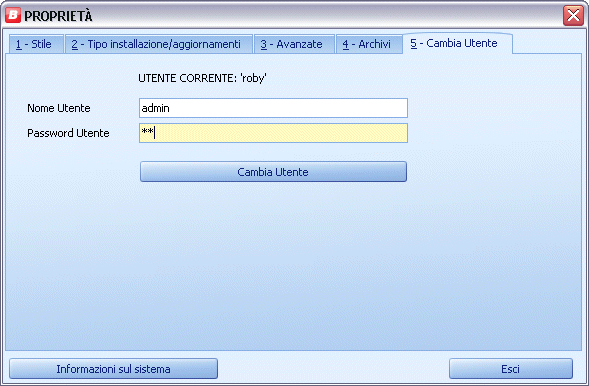 B PROPRIETÀ
1 - Stile 2 - Tipo installazione/aggiornamenti 3 - Avanzate 4 - Archivi 5 - Cambia Utente
UTENTE CORRENTE: 'roby'
Nome Utente admin
Password Utente **
Cambia Utente
Informazioni sul sistema Esci